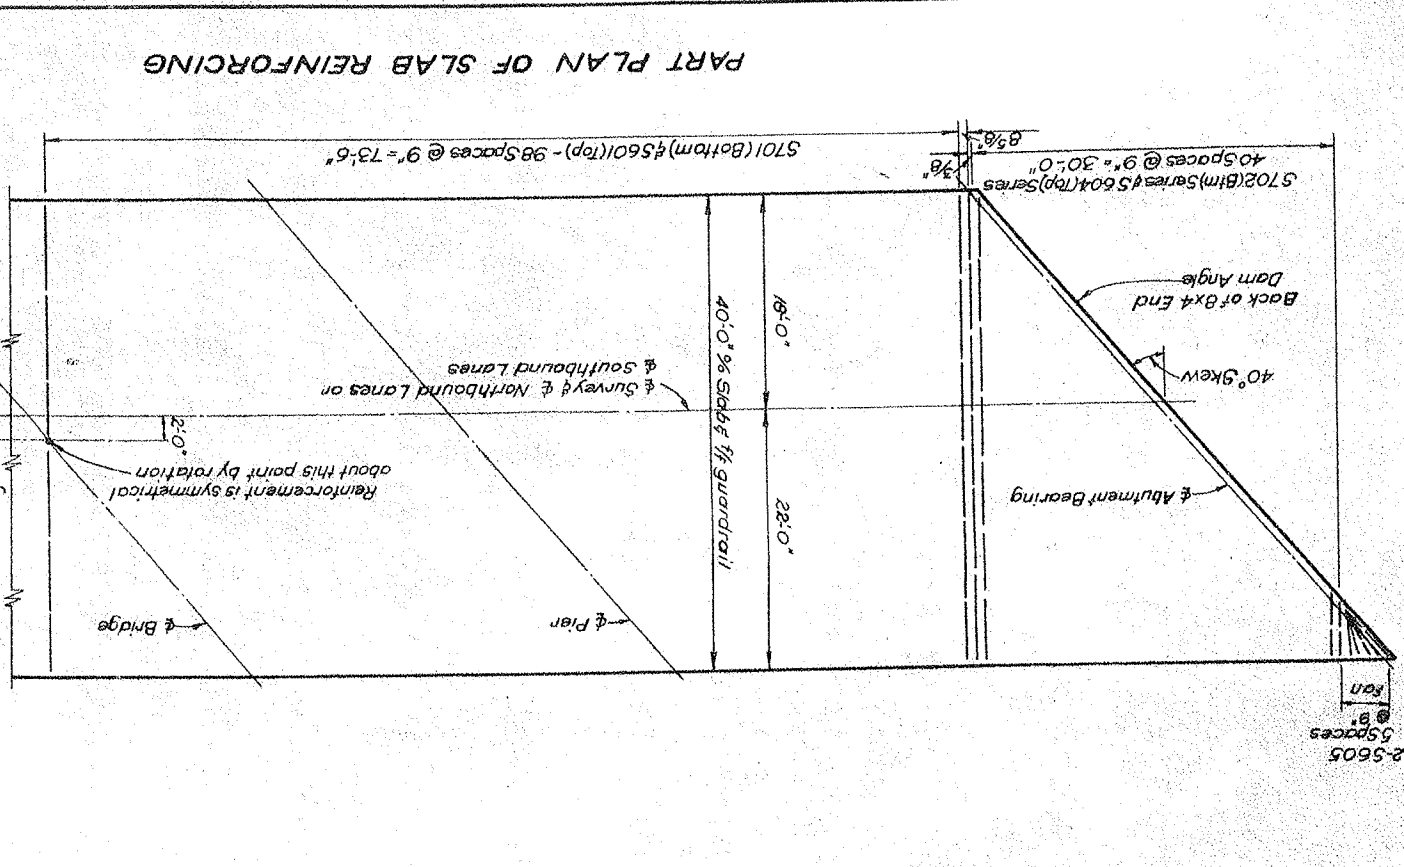 2-S605
5 Spaces
@ 9"
Fan
℄ Bridge
℄ Pier
Reinforcement is symmetrical
about this point by rotation
2'-0"
℄ Abutment Bearing
22'-0"
40'-0" % Slab & f/f guardrail
℄ Survey & ℄ Northbound Lanes or
℄ Southbound Lanes
40° Skew
18'-0"
Back of 8x4 End
Dam Angle
S702(Btm)Series & S604(Top)Series
40 Spaces @ 9" = 30'-0"
3/8"
8 5/8"
S701(Bottom) & S601(Top) - 98 Spaces @ 9" = 73'-6"
PART PLAN OF SLAB REINFORCING